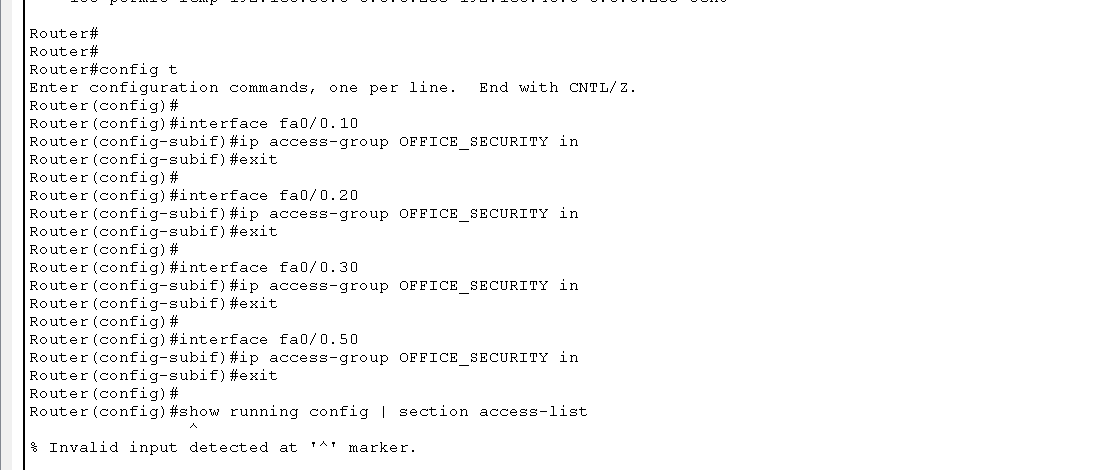 Router#
Router#
Router#config t
Enter configuration commands, one per line.  End with CNTL/Z.
Router(config)#
Router(config)#interface fa0/0.10
Router(config-subif)#ip access-group OFFICE_SECURITY in
Router(config-subif)#exit
Router(config)#
Router(config)#interface fa0/0.20
Router(config-subif)#ip access-group OFFICE_SECURITY in
Router(config-subif)#exit
Router(config)#
Router(config)#interface fa0/0.30
Router(config-subif)#ip access-group OFFICE_SECURITY in
Router(config-subif)#exit
Router(config)#
Router(config)#interface fa0/0.50
Router(config-subif)#ip access-group OFFICE_SECURITY in
Router(config-subif)#exit
Router(config)#
Router(config)#show running config | section access-list
^
% Invalid input detected at '^' marker.